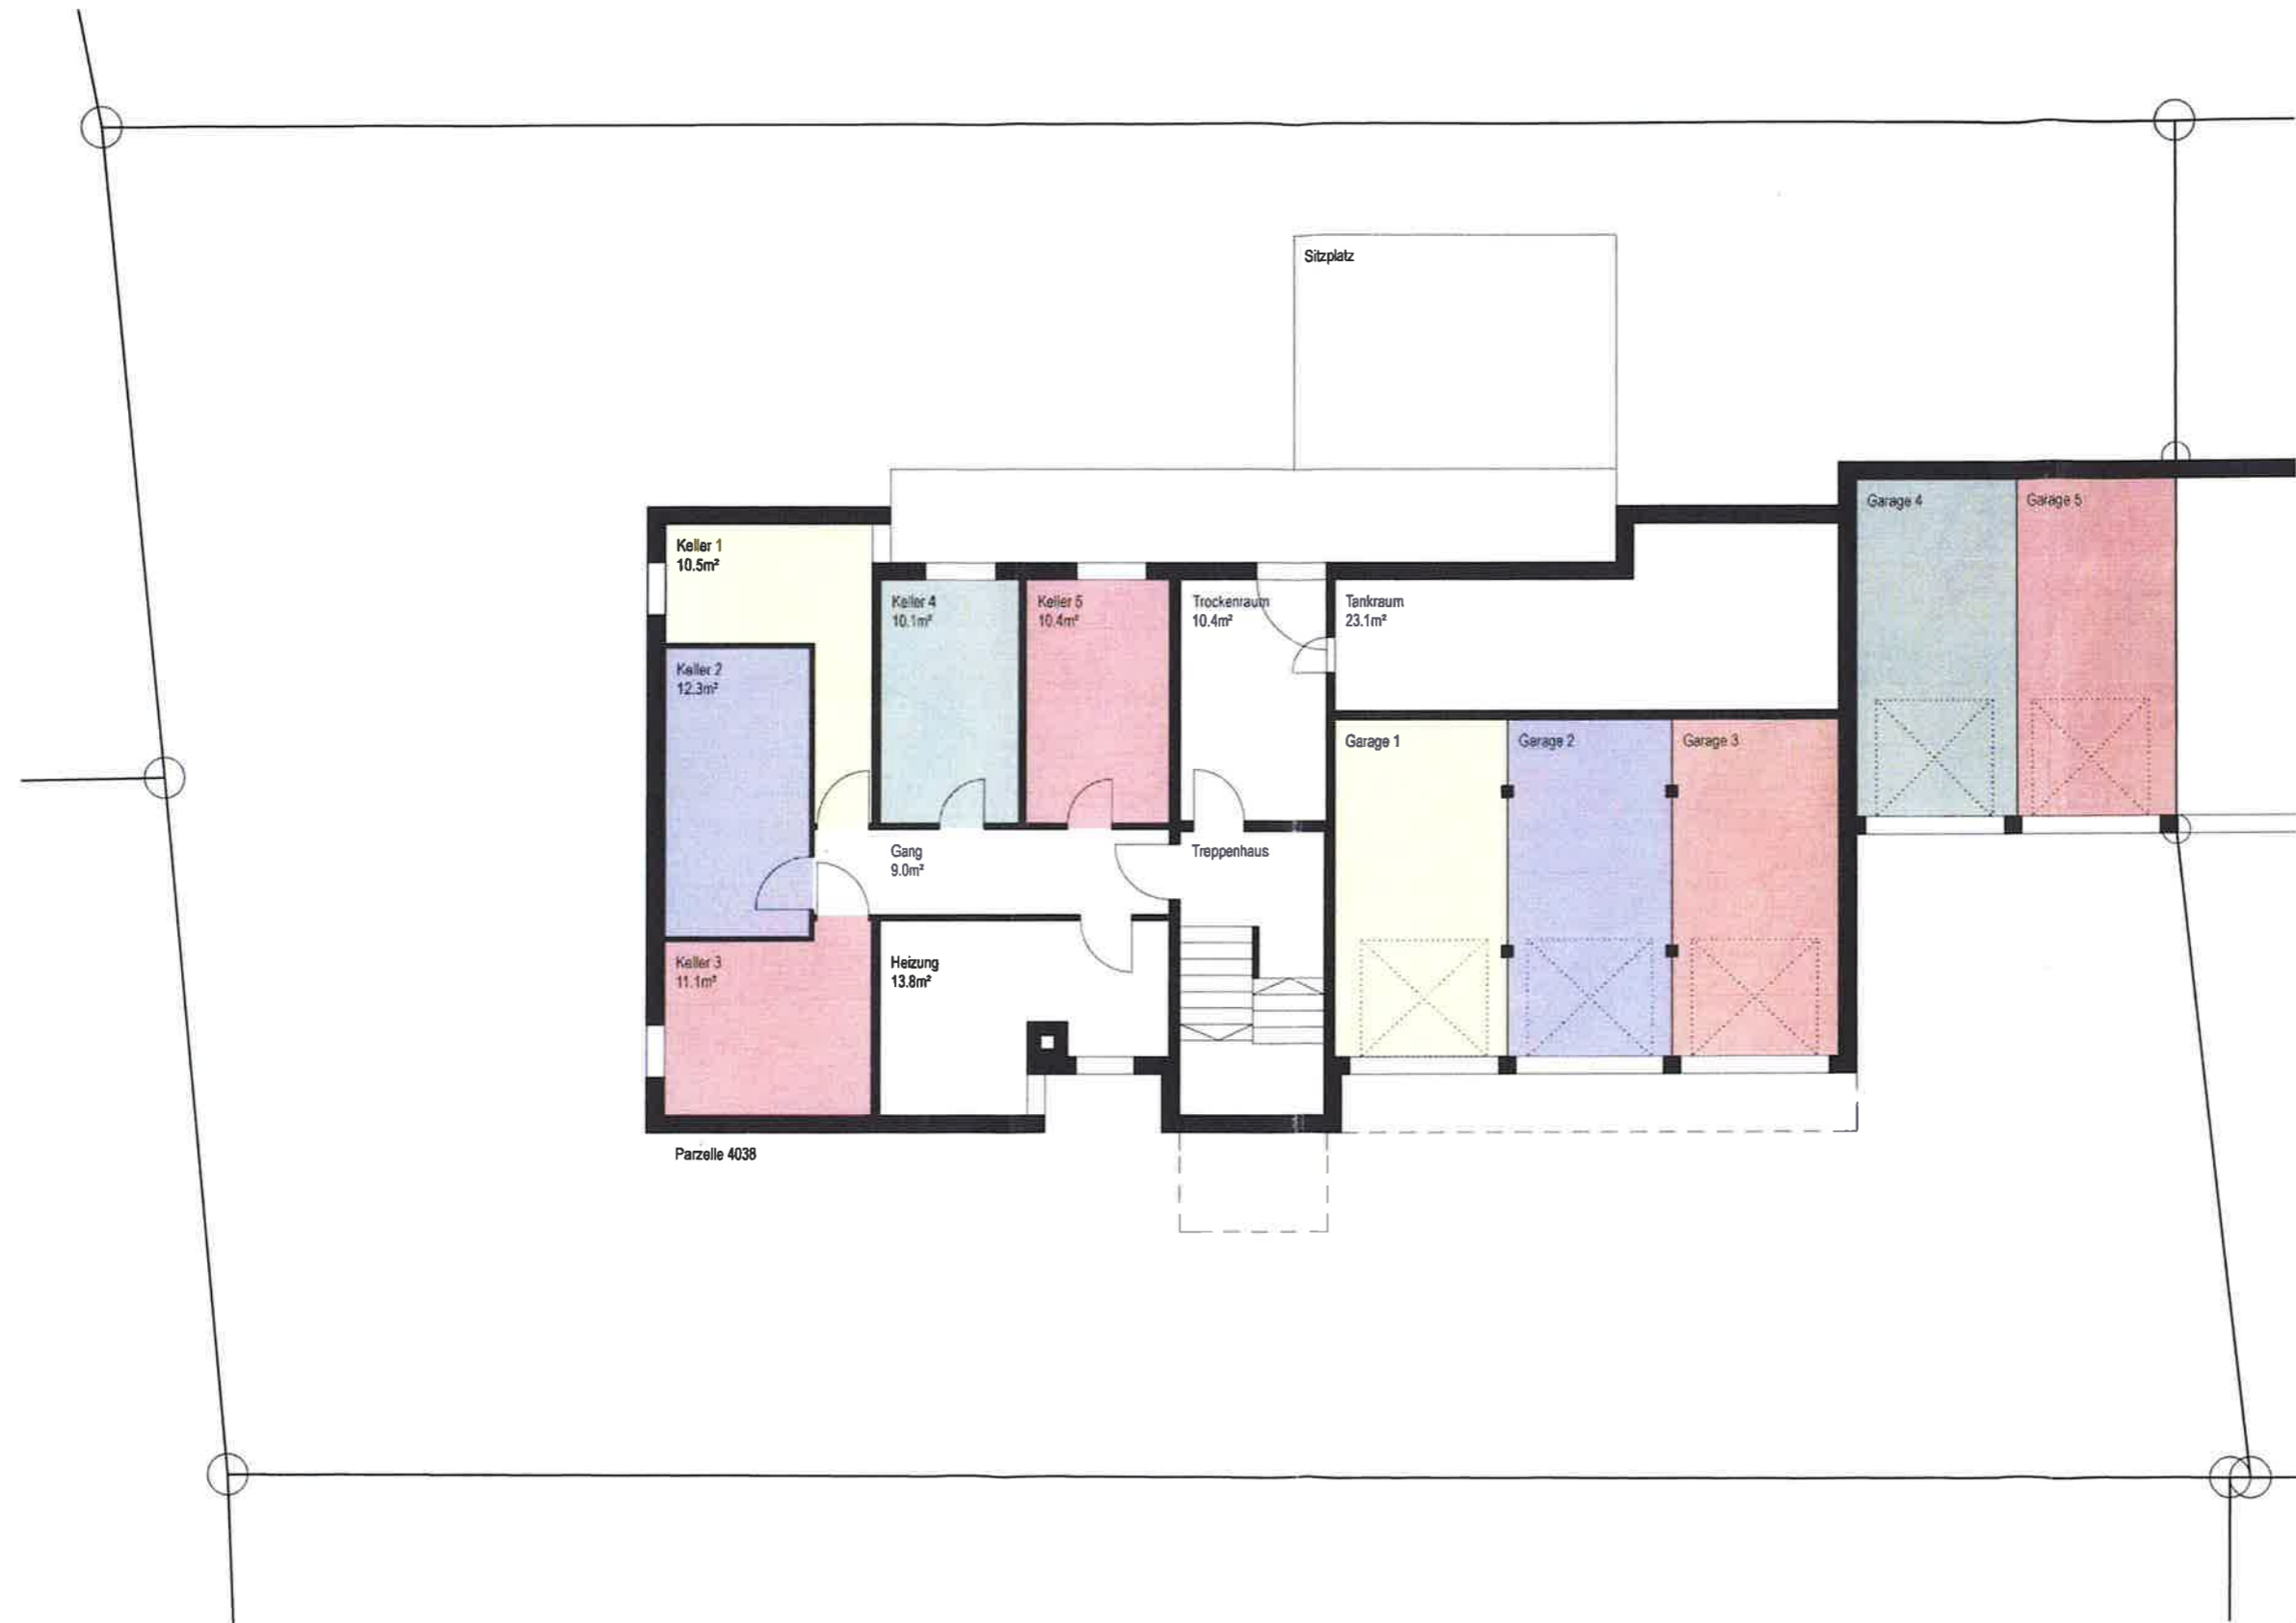 Sitzplatz
Garage 4
Garage 5
Keller 1
10.5m²
Keller 4
10.1m²
Keller 5
10.4m²
Trockenraum
10.4m²
Tankraum
23.1m²
Keller 2
12.3m²
Garage 1
Garage 2
Garage 3
Gang
9.0m²
Treppenhaus
Keller 3
11.1m²
Heizung
13.8m²
Parzelle 4038